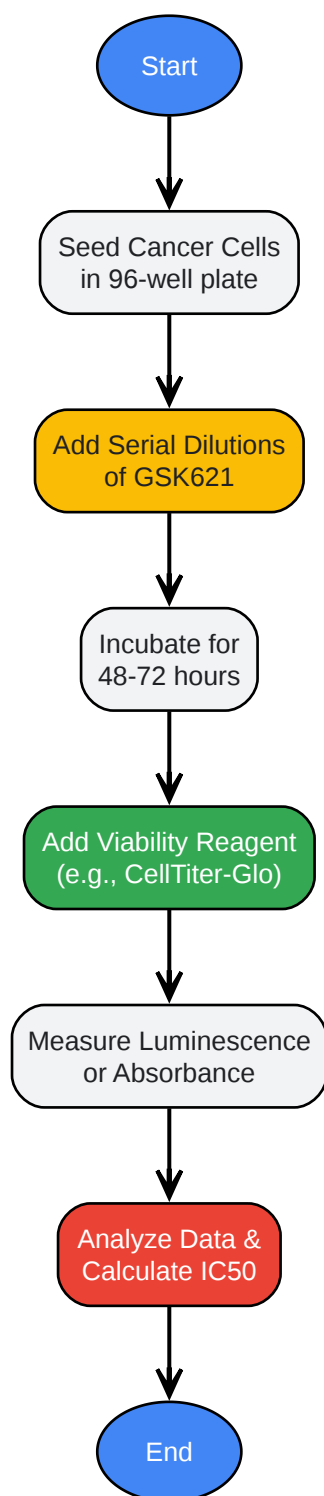 Start
Seed Cancer Cells
in 96-well plate
Add Serial Dilutions
of GSK621
Incubate for
48-72 hours
Add Viability Reagent
(e.g., CellTiter-Glo)
Measure Luminescence
or Absorbance
Analyze Data &
Calculate IC50
End